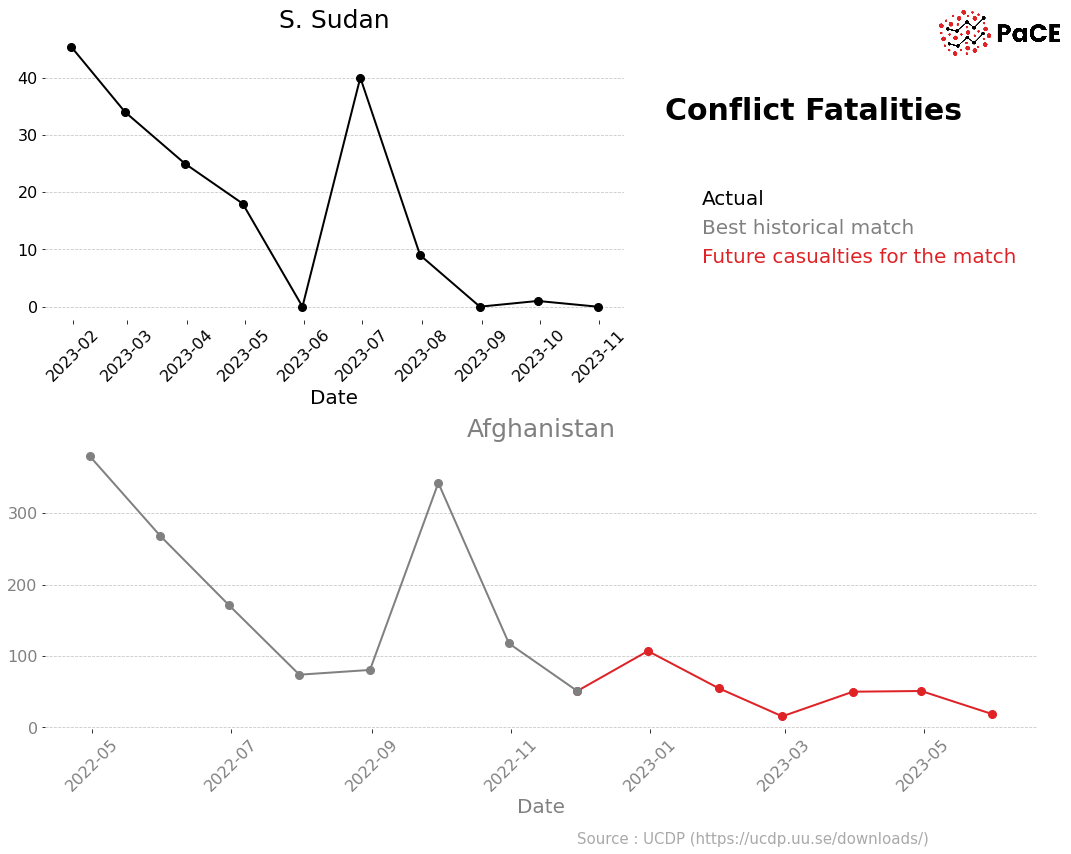 S. Sudan
PaCE
Conflict Fatalities
Actual
Best historical match
Future casualties for the match
40
30
20
10
0
2023-02
2023-03
2023-04
2023-05
2023-06
2023-07
2023-08
2023-09
2023-10
2023-11
Date
Afghanistan
300
200
100
0
2022-05
2022-07
2022-09
2022-11
2023-01
2023-03
2023-05
Date
Source : UCDP (https://ucdp.uu.se/downloads/)